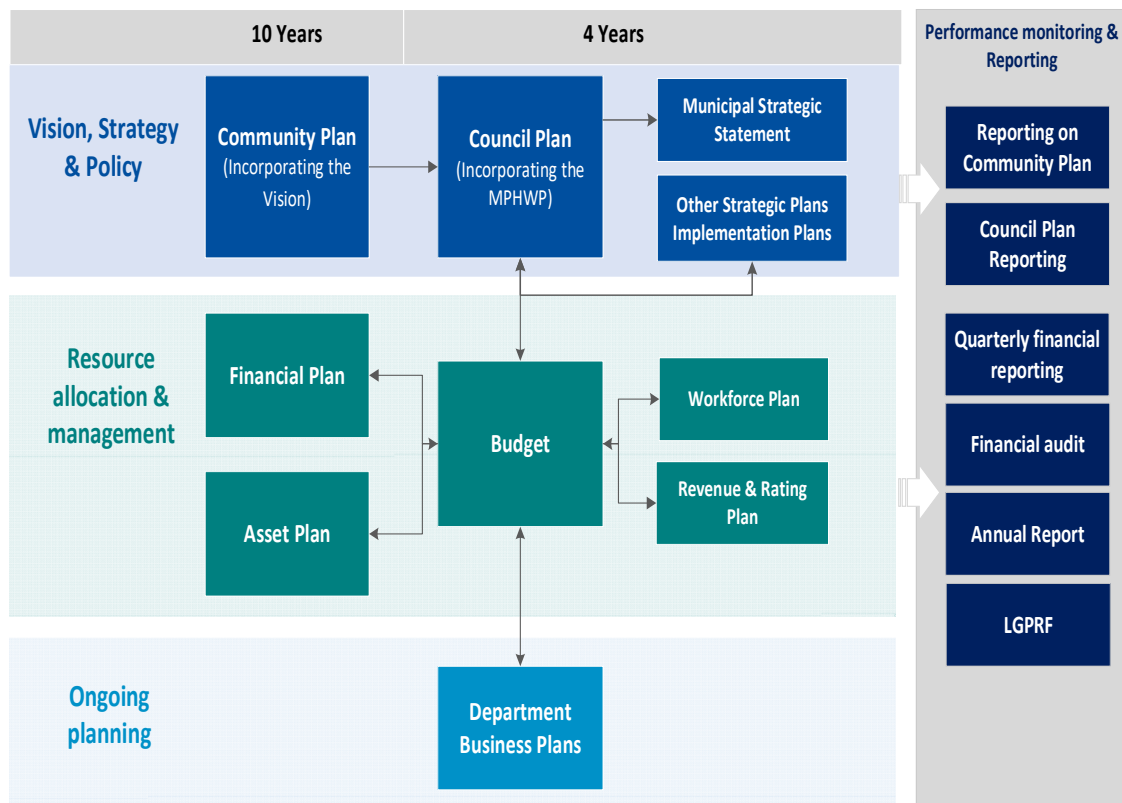 10 Years
4 Years
Performance monitoring &
Reporting
Vision, Strategy
& Policy
Community Plan
(Incorporating the
Vision)
Council Plan
(Incorporating the
MPHWP)
Municipal Strategic
Statement
Other Strategic Plans
Implementation Plans
Reporting on
Community Plan
Council Plan
Reporting
Resource
allocation &
management
Financial Plan
Asset Plan
Budget
Workforce Plan
Revenue & Rating
Plan
Quarterly financial
reporting
Financial audit
Annual Report
LGPRF
Ongoing
planning
Department
Business Plans